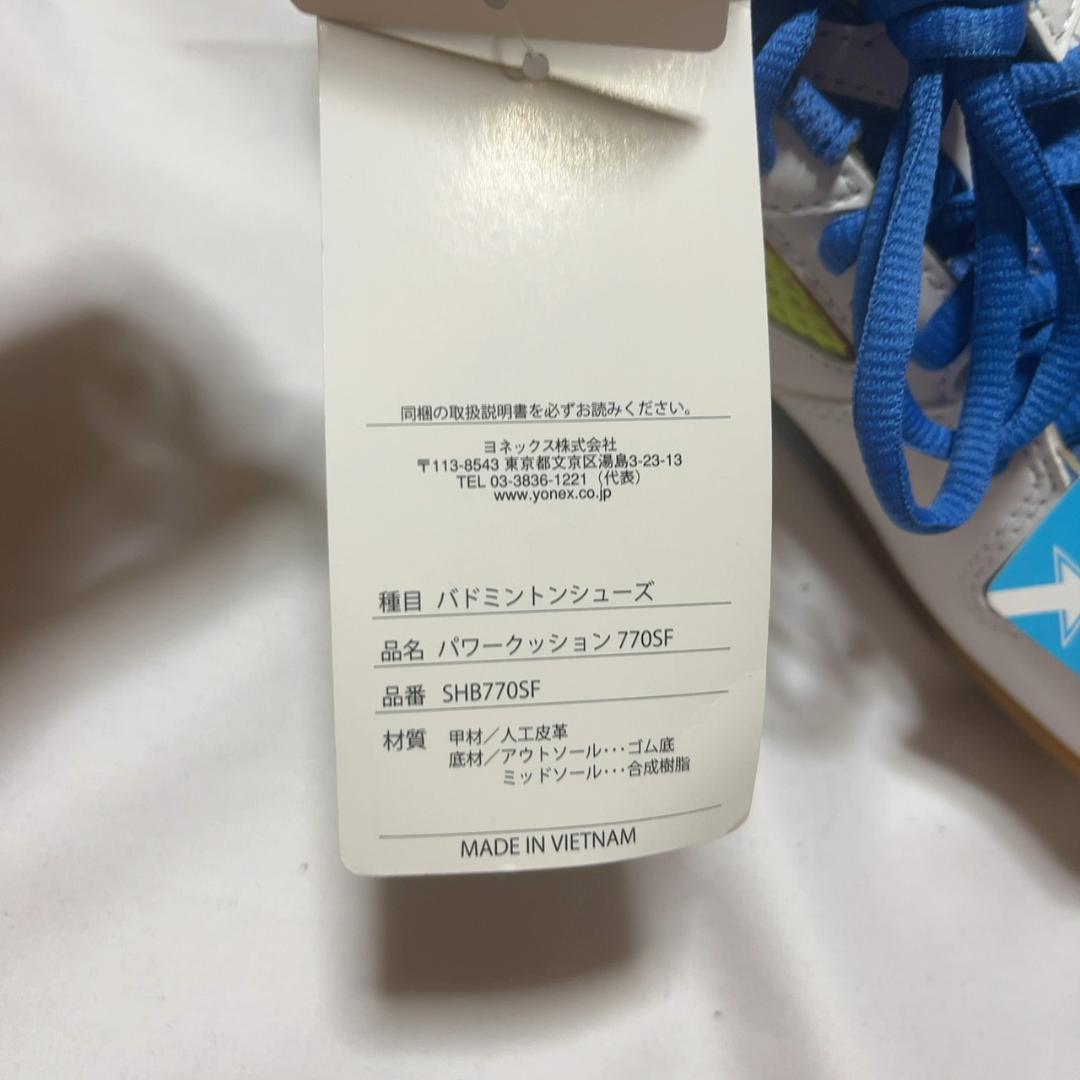 同梱の取扱説明書を必ずお読みください。
ヨネックス株式会社
〒113-8543 東京都文京区湯島3-23-13
TEL 03-3836-1221（代表）
www.yonex.co.jp
種目 バドミントンシューズ
品名 パワークッション 770SF
品番 SHB770SF
材質 甲材／人工皮革
底材／アウトソール･･･ゴム底
ミッドソール･･･合成樹脂
MADE IN VIETNAM